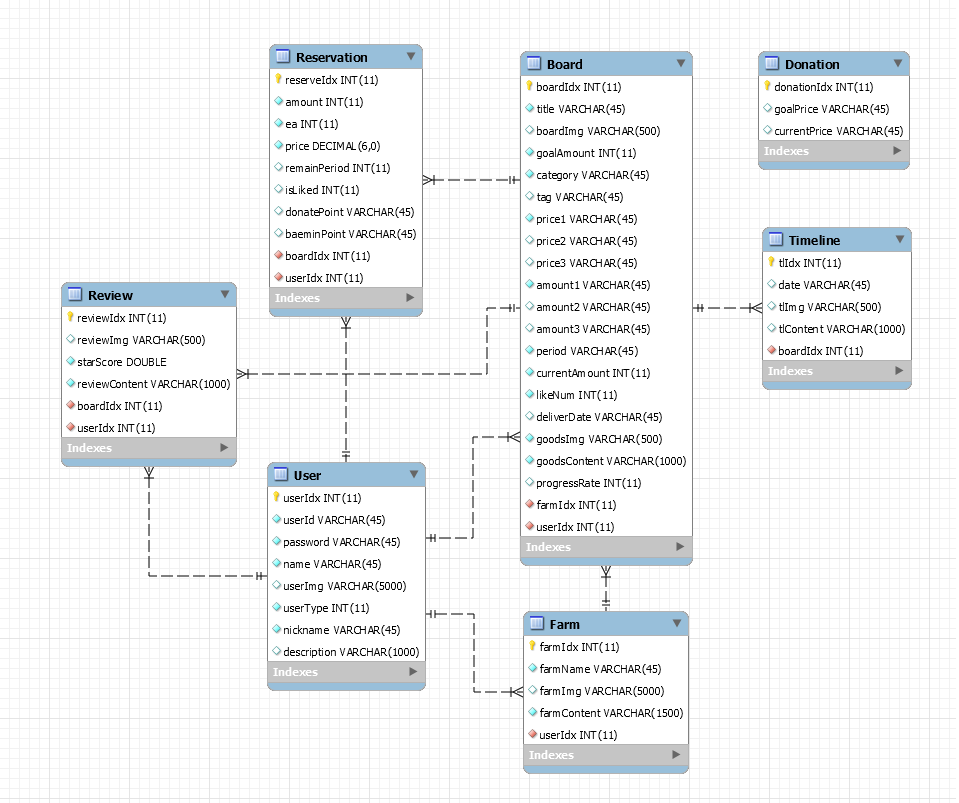 Reservation
reserveIdx INT(11)
amount INT(11)
ea INT(11)
price DECIMAL(6,0)
remainPeriod INT(11)
isLiked INT(11)
donatePoint VARCHAR(45)
baeminPoint VARCHAR(45)
boardIdx INT(11)
userIdx INT(11)
Indexes
Board
boardIdx INT(11)
title VARCHAR(45)
boardImg VARCHAR(500)
goalAmount INT(11)
category VARCHAR(45)
tag VARCHAR(45)
price1 VARCHAR(45)
price2 VARCHAR(45)
price3 VARCHAR(45)
amount1 VARCHAR(45)
amount2 VARCHAR(45)
amount3 VARCHAR(45)
period VARCHAR(45)
currentAmount INT(11)
likeNum INT(11)
deliverDate VARCHAR(45)
goodsImg VARCHAR(500)
goodsContent VARCHAR(1000)
progressRate INT(11)
farmIdx INT(11)
userIdx INT(11)
Indexes
Donation
donationIdx INT(11)
goalPrice VARCHAR(45)
currentPrice VARCHAR(45)
Indexes
Timeline
tlIdx INT(11)
date VARCHAR(45)
tlImg VARCHAR(500)
tlContent VARCHAR(1000)
boardIdx INT(11)
Indexes
Review
reviewIdx INT(11)
reviewImg VARCHAR(500)
starScore DOUBLE
reviewContent VARCHAR(1000)
boardIdx INT(11)
userIdx INT(11)
Indexes
User
userIdx INT(11)
userId VARCHAR(45)
password VARCHAR(45)
name VARCHAR(45)
userImg VARCHAR(5000)
userType INT(11)
nickname VARCHAR(45)
description VARCHAR(1000)
Indexes
Farm
farmIdx INT(11)
farmName VARCHAR(45)
farmImg VARCHAR(5000)
farmContent VARCHAR(1500)
userIdx INT(11)
Indexes